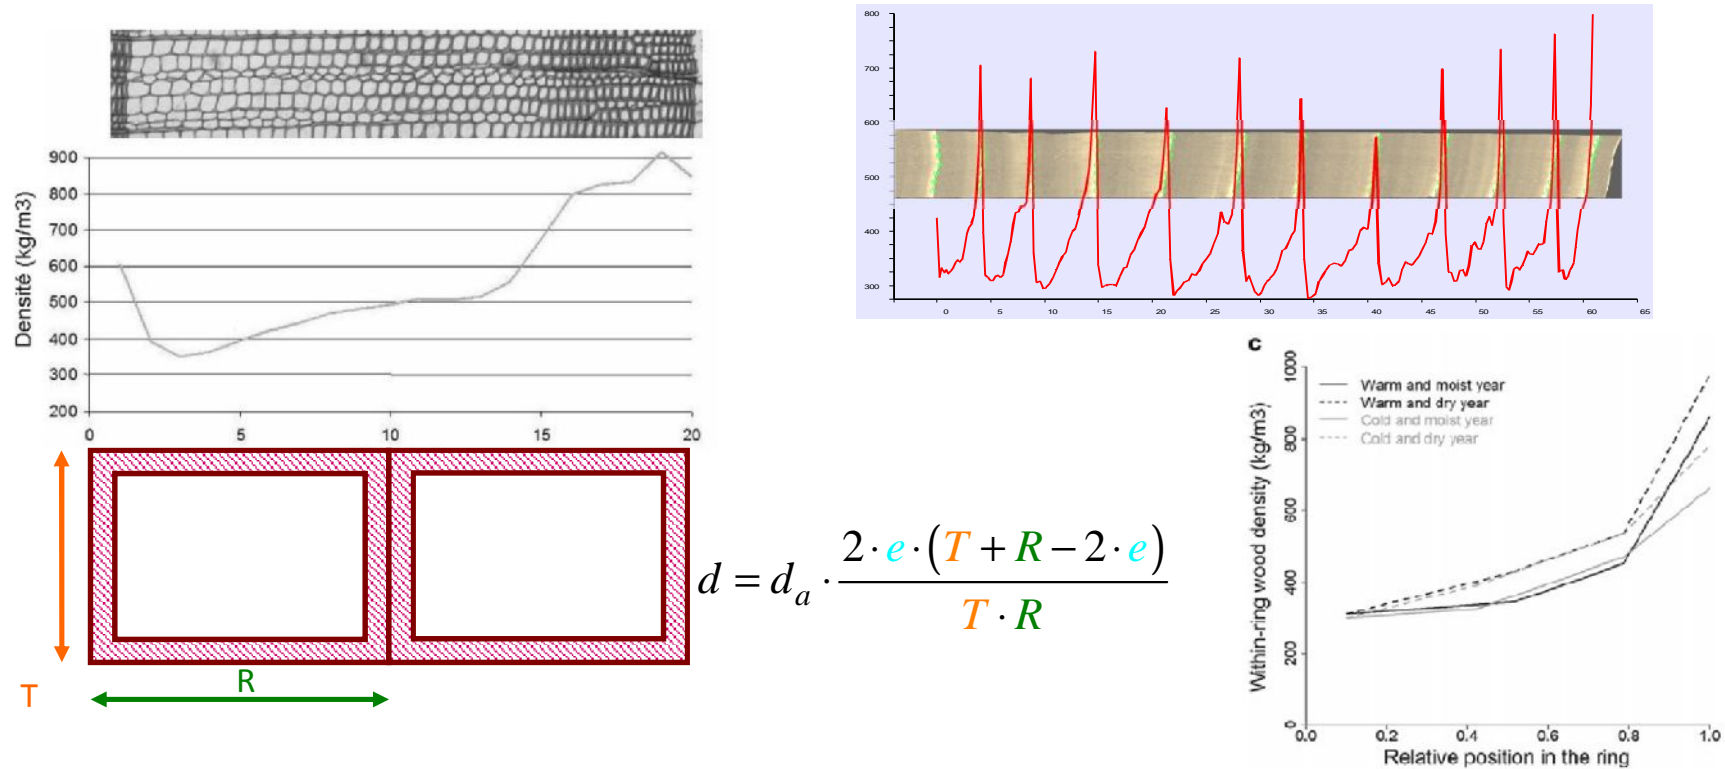 900
800
700
600
500
400
300
200
Densité (kg/m3)
0 5 10 15 20
T
R
d = d_a · 2 · e · (T + R − 2 · e) / T · R
800
700
600
500
400
300
0 5 10 15 20 25 30 35 40 45 50 55 60 65
c
Warm and moist year
Warm and dry year
Cold and moist year
Cold and dry year
Within-ring wood density (kg/m3)
1000
800
600
400
200
0
0.0 0.2 0.4 0.6 0.8 1.0
Relative position in the ring